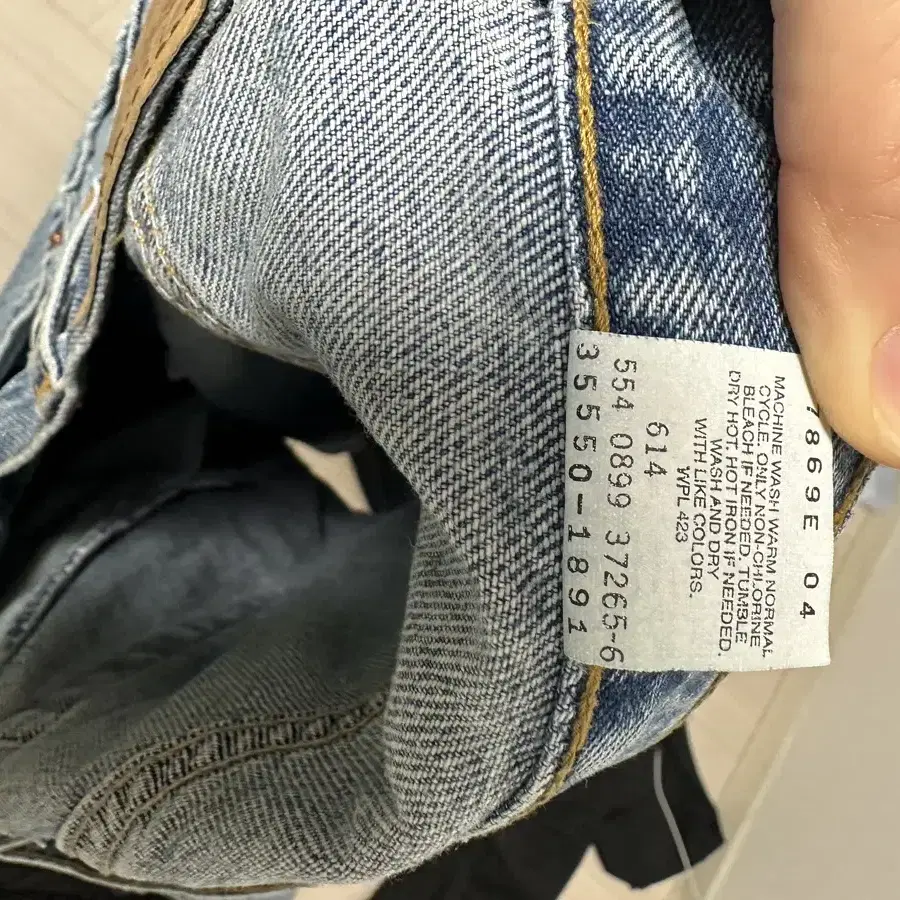 7869E 04
MACHINE WASH WARM NORMAL
CYCLE. ONLY NON-CHLORINE
BLEACH IF NEEDED. TUMBLE
DRY HOT. HOT IRON IF NEEDED.
WASH AND DRY
WITH LIKE COLORS.
WPL 423
614
554 0899 37265-6
35550-1891